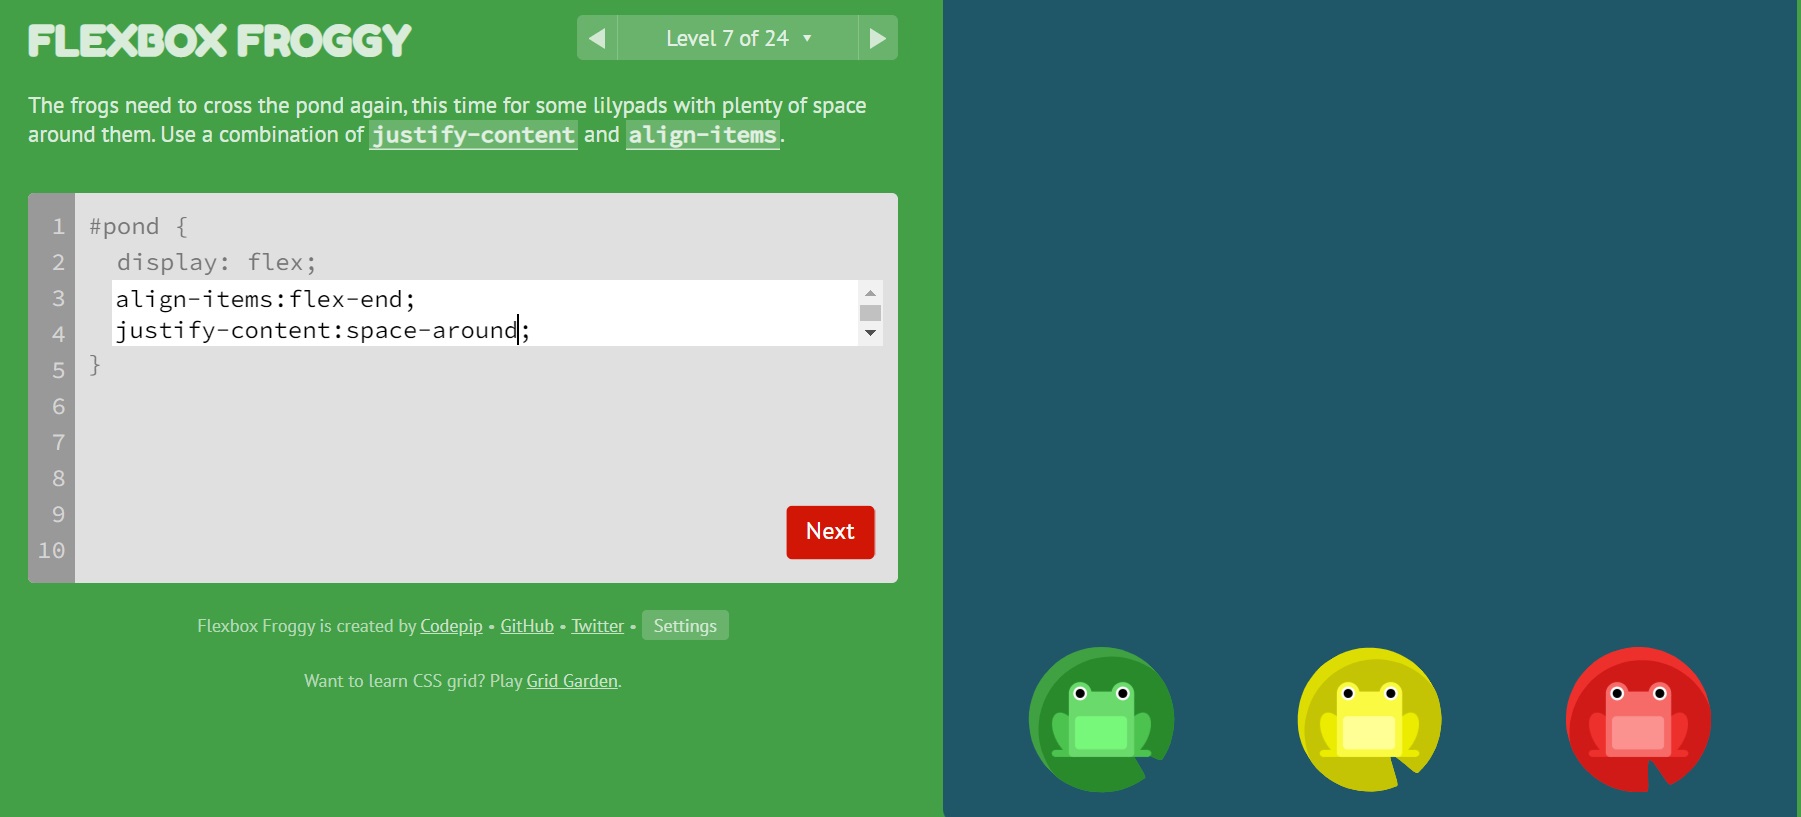 FLEXBOX FROGGY
Level 7 of 24
The frogs need to cross the pond again, this time for some lilypads with plenty of space
around them. Use a combination of justify-content and align-items.
1 #pond {
2 display: flex;
3 align-items:flex-end;
4 justify-content:space-around;
5 }
6
7
8
9
10
Next
Flexbox Froggy is created by Codepip • GitHub • Twitter • Settings
Want to learn CSS grid? Play Grid Garden.